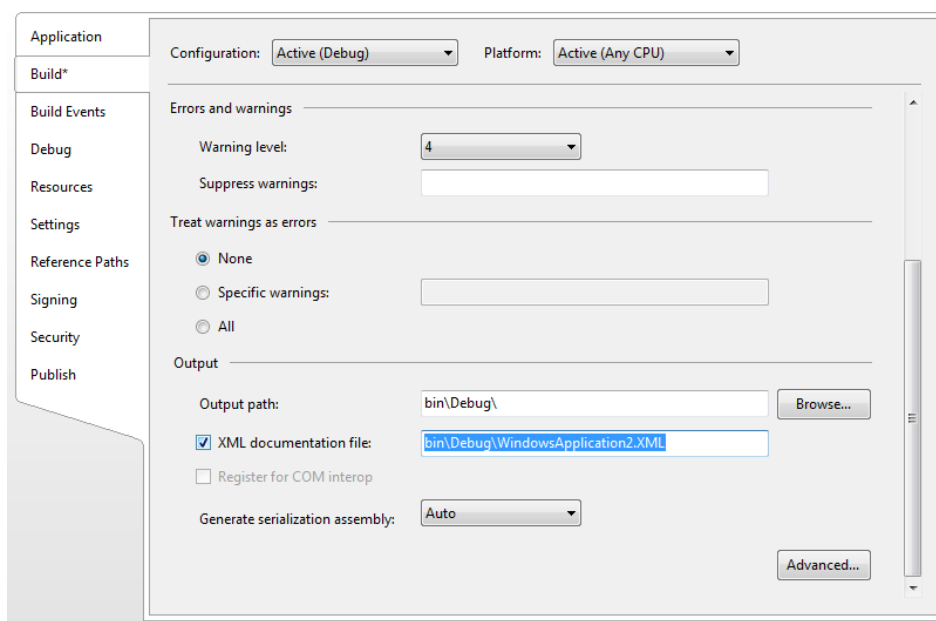 Application
Build*
Build Events
Debug
Resources
Settings
Reference Paths
Signing
Security
Publish
Configuration: Active (Debug) Platform: Active (Any CPU)
Errors and warnings
Warning level: 4
Suppress warnings:
Treat warnings as errors
None
Specific warnings:
All
Output
Output path: bin\Debug\ Browse...
XML documentation file: bin\Debug\WindowsApplication2.XML
Register for COM interop
Generate serialization assembly: Auto
Advanced...